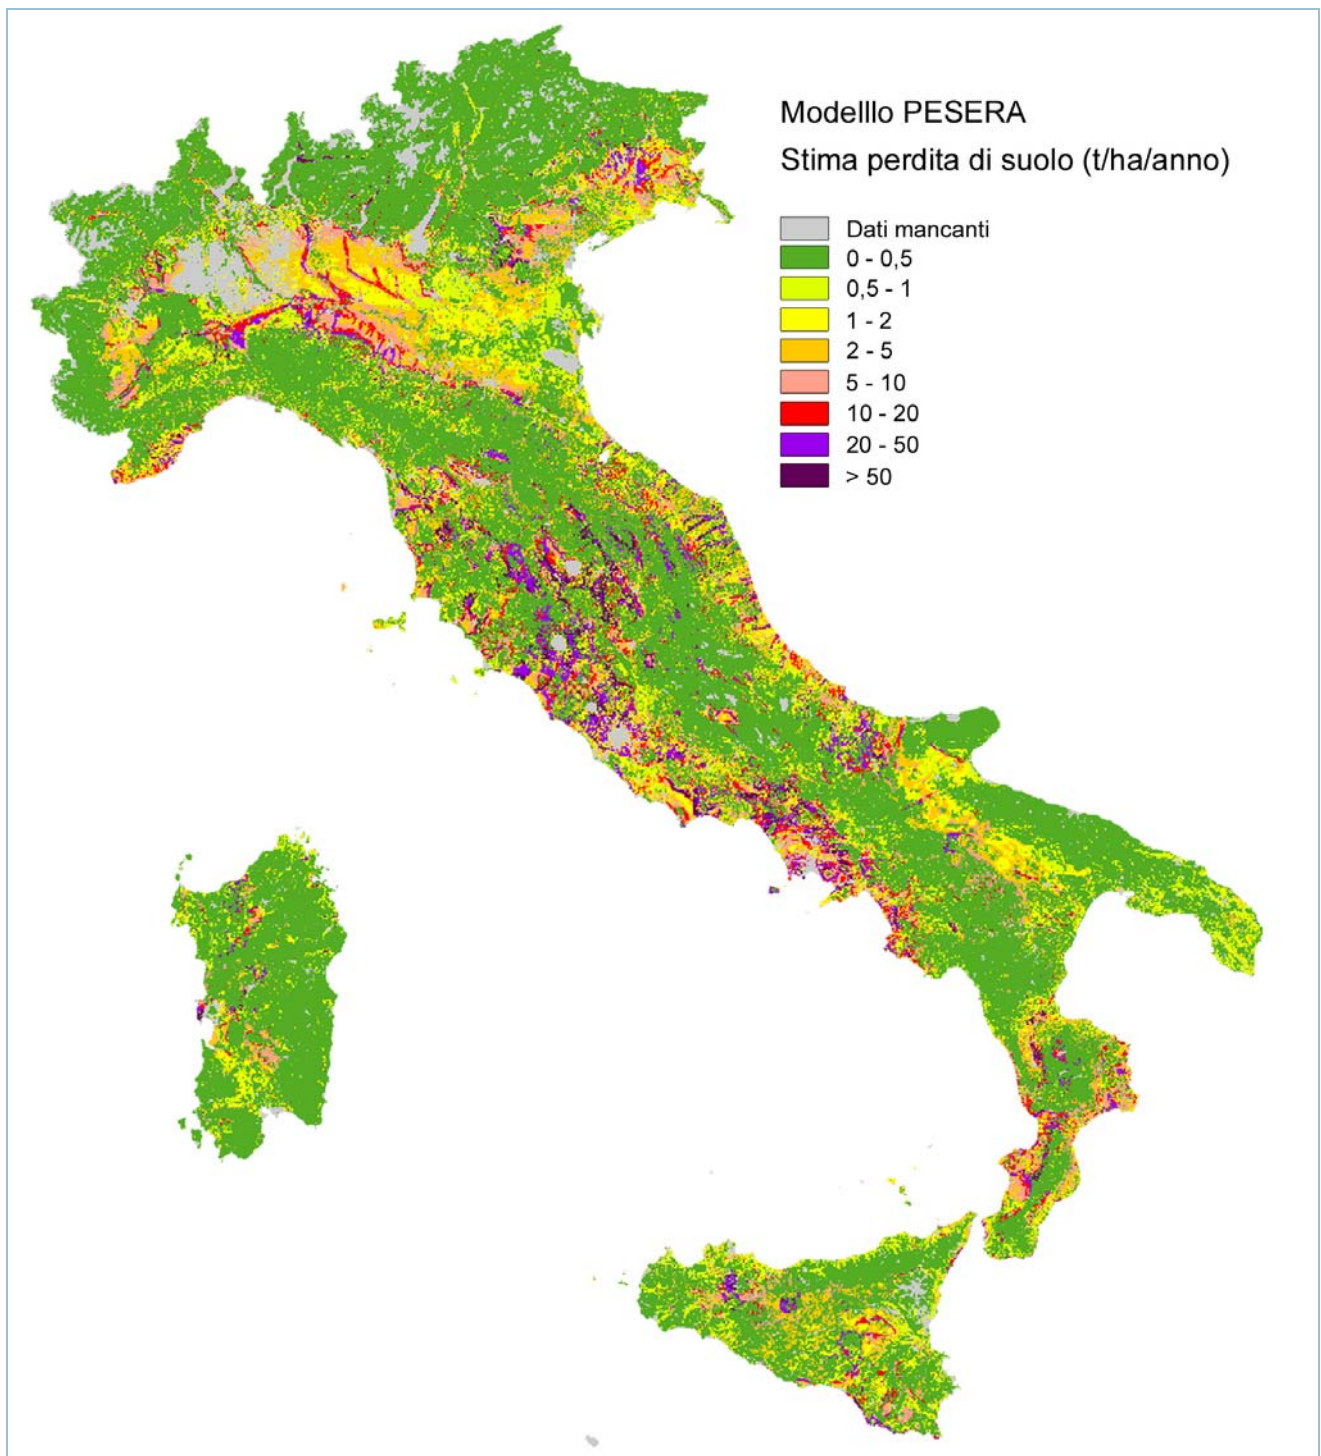 Modelllo PESERA
Stima perdita di suolo (t/ha/anno)
Dati mancanti
0 - 0,5
0,5 - 1
1 - 2
2 - 5
5 - 10
10 - 20
20 - 50
> 50